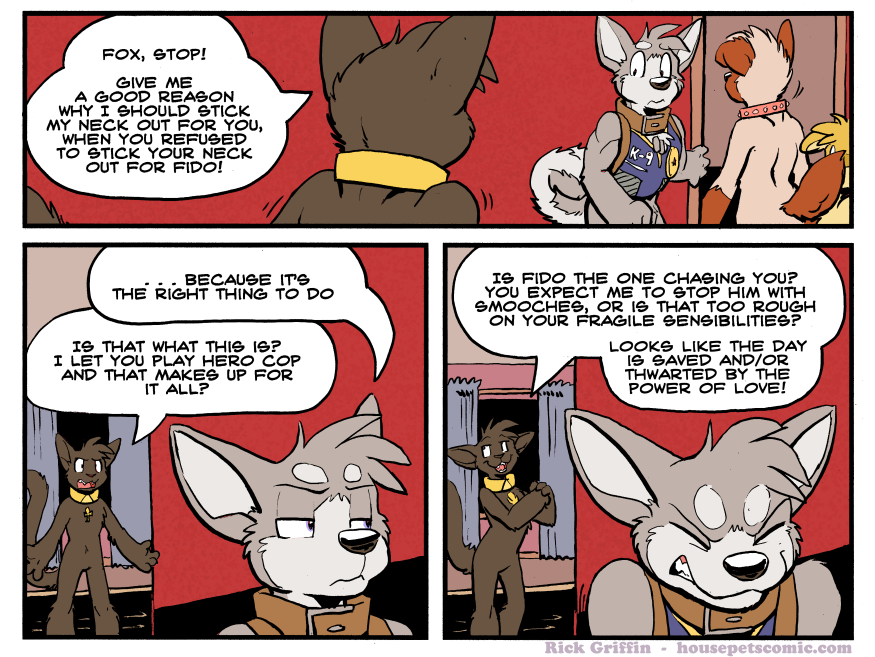 FOX, STOP!
GIVE ME
A GOOD REASON
WHY I SHOULD STICK
MY NECK OUT FOR YOU,
WHEN YOU REFUSED
TO STICK YOUR NECK
OUT FOR FIDO!
K-9
. . . BECAUSE IT'S
THE RIGHT THING TO DO
IS THAT WHAT THIS IS?
I LET YOU PLAY HERO COP
AND THAT MAKES UP FOR
IT ALL?
IS FIDO THE ONE CHASING YOU?
YOU EXPECT ME TO STOP HIM WITH
SMOOCHES, OR IS THAT TOO ROUGH
ON YOUR FRAGILE SENSIBILITIES?
LOOKS LIKE THE DAY
IS SAVED AND/OR
THWARTED BY THE
POWER OF LOVE!
Rick Griffin - housepetscomic.com